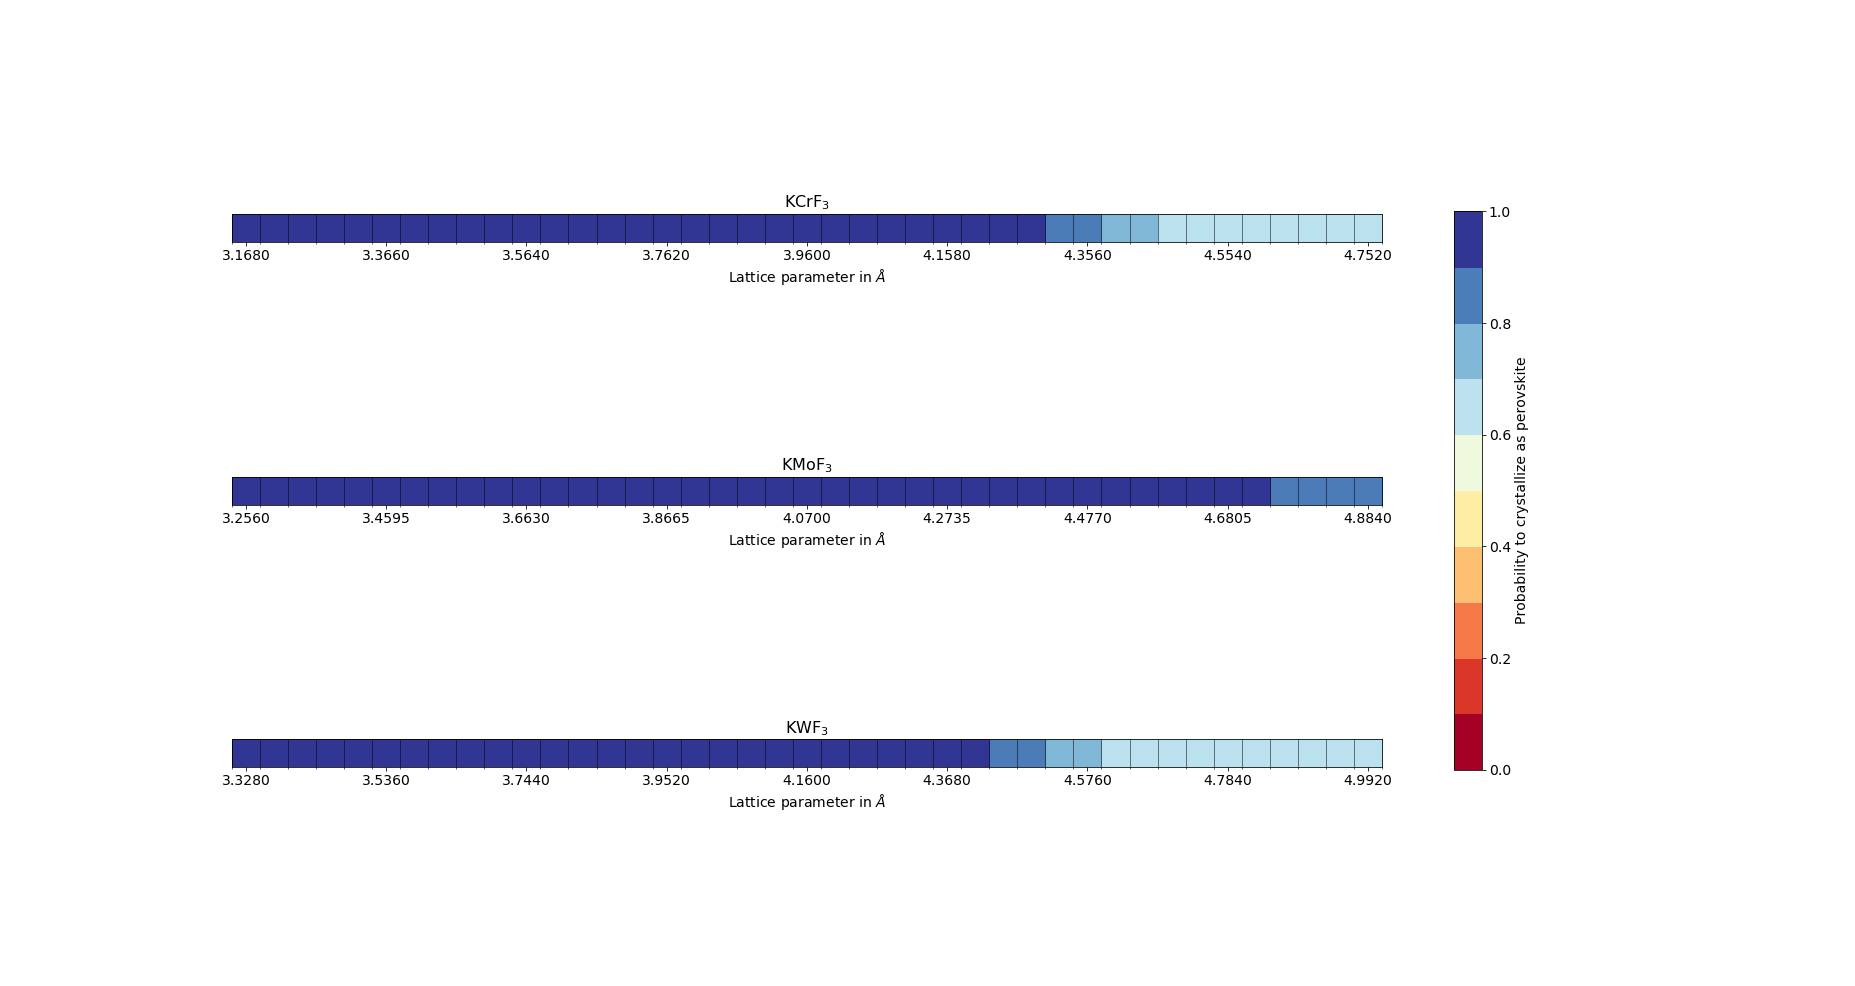 KCrF₃
3.1680 3.3660 3.5640 3.7620 3.9600 4.1580 4.3560 4.5540 4.7520
Lattice parameter in Å
KMoF₃
3.2560 3.4595 3.6630 3.8665 4.0700 4.2735 4.4770 4.6805 4.8840
Lattice parameter in Å
KWF₃
3.3280 3.5360 3.7440 3.9520 4.1600 4.3680 4.5760 4.7840 4.9920
Lattice parameter in Å
1.0
0.8
0.6
0.4
0.2
0.0
Probability to crystallize as perovskite